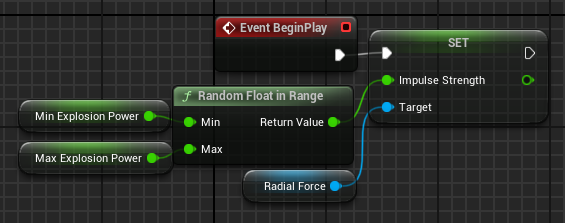 Event BeginPlay
SET
Impulse Strength
Target
f Random Float in Range
Min Explosion Power
Min
Return Value
Max Explosion Power
Max
Radial Force